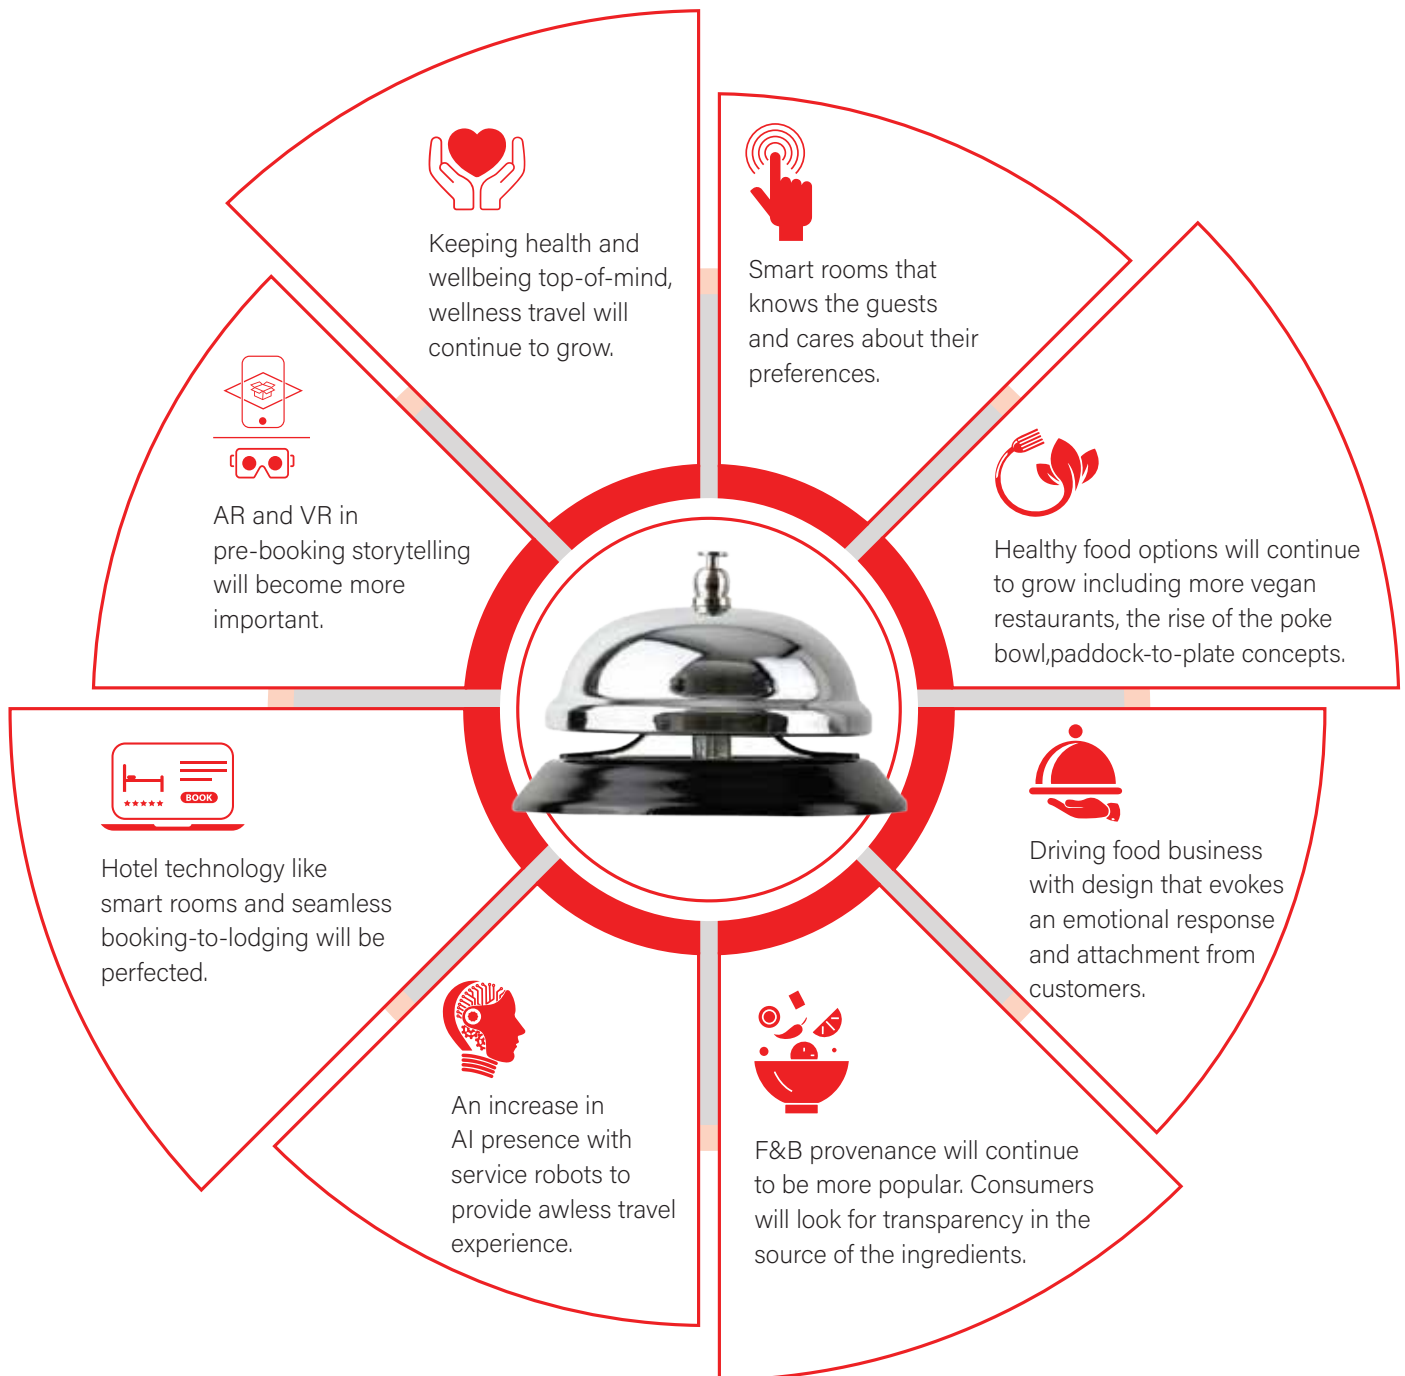 Keeping health and
wellbeing top-of-mind,
wellness travel will
continue to grow.
Smart rooms that
knows the guests
and cares about their
preferences.
Healthy food options will continue
to grow including more vegan
restaurants, the rise of the poke
bowl,paddock-to-plate concepts.
Driving food business
with design that evokes
an emotional response
and attachment from
customers.
F&B provenance will continue
to be more popular. Consumers
will look for transparency in the
source of the ingredients.
An increase in
AI presence with
service robots to
provide awless travel
experience.
BOOK
Hotel technology like
smart rooms and seamless
booking-to-lodging will be
perfected.
AR and VR in
pre-booking storytelling
will become more
important.